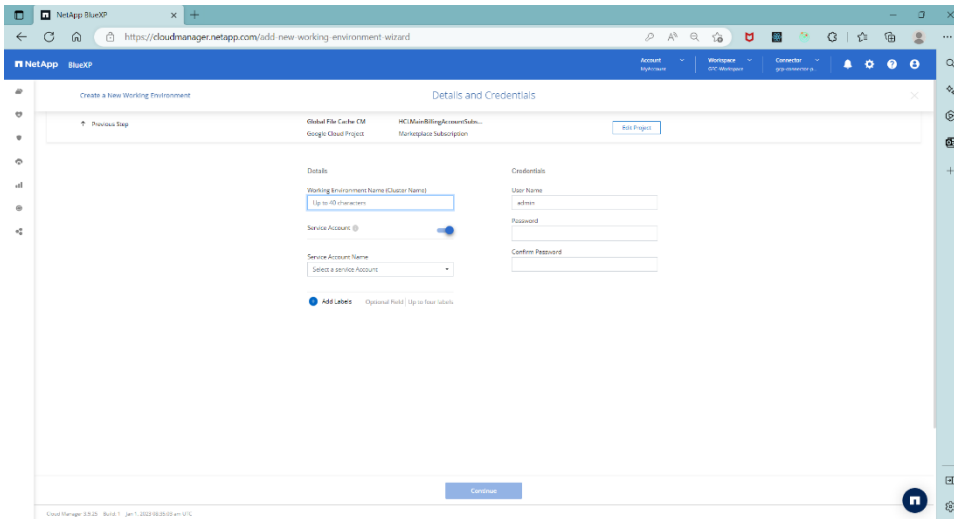 NetApp BlueXP
https://cloudmanager.netapp.com/add-new-working-environment-wizard
NetApp BlueXP
Account
MyAccount
Workspace
Connector
Create a New Working Environment
Details and Credentials
Previous Step
Global File Cache CM
Google Cloud Project
HCLMainBillingAccountSubs...
Marketplace Subscription
Edit Project
Details
Working Environment Name (Cluster Name)
Up to 40 characters
Service Account
Service Account Name
Select a service Account
Add Labels Optional Field | Up to four labels
Credentials
User Name
admin
Password
Confirm Password
Continue